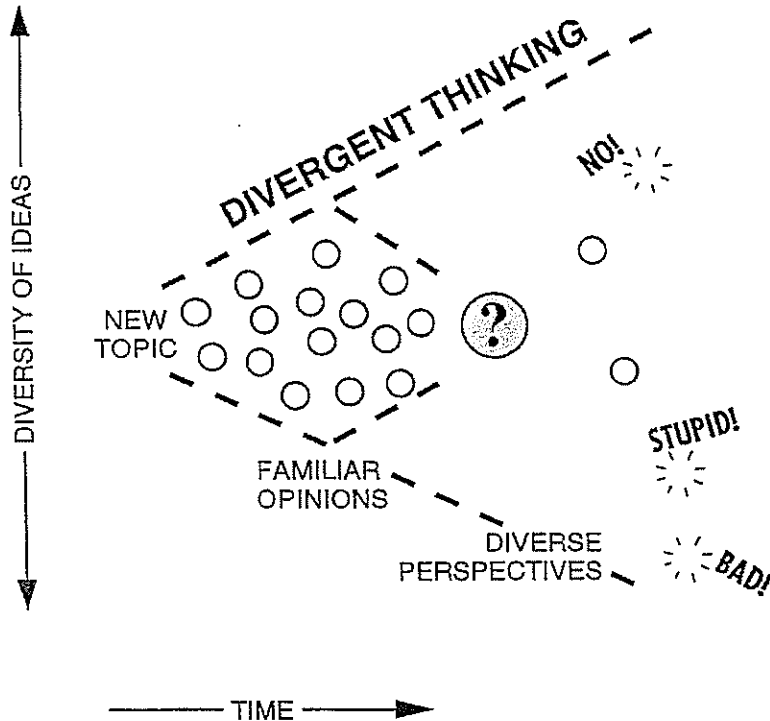 DIVERGENT THINKING
DIVERSITY OF IDEAS
NO!
NEW
TOPIC
?
STUPID!
FAMILIAR
OPINIONS
DIVERSE
PERSPECTIVES
BAD!
TIME